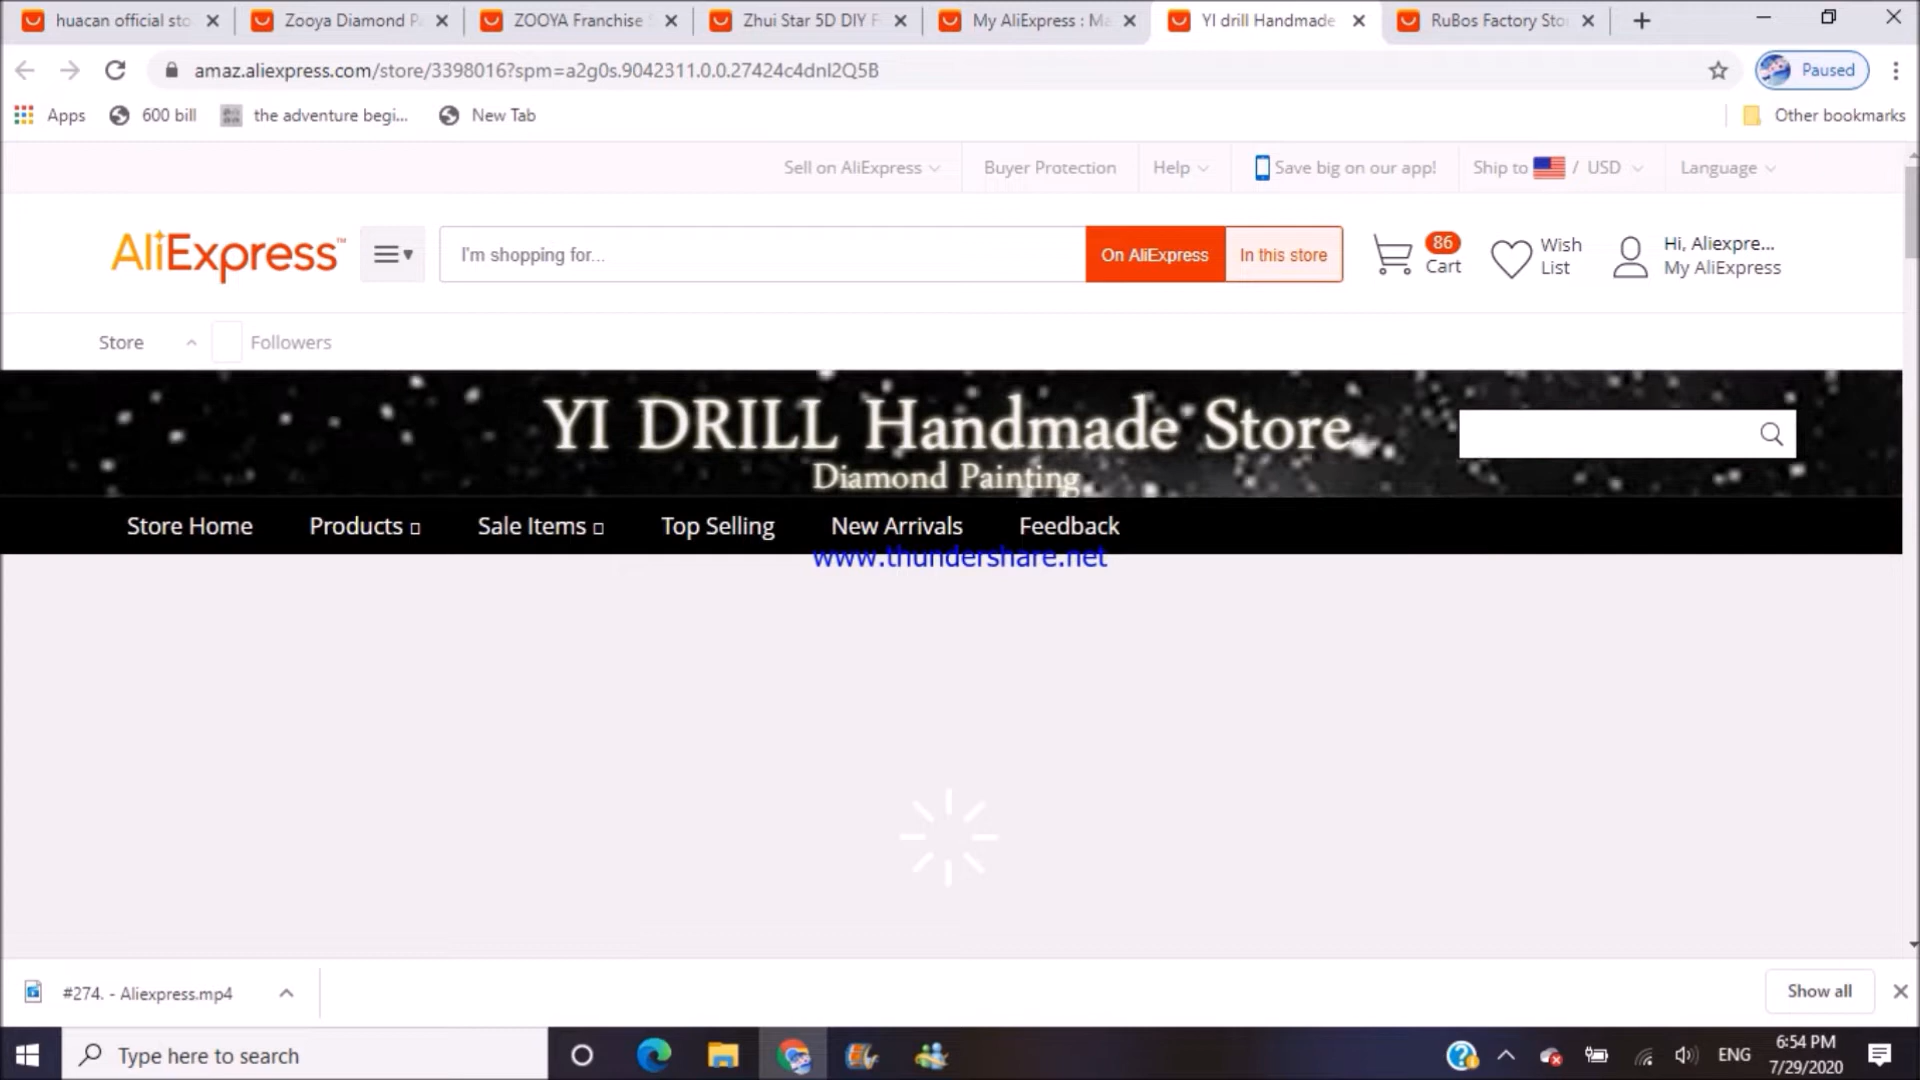 huacan official sto
Zooya Diamond Pa
ZOOYA Franchise S
Zhui Star 5D DIY F
My AliExpress : Ma
YI drill Handmade
RuBos Factory Stor
amaz.aliexpress.com/store/3398016?spm=a2g0s.9042311.0.0.27424c4dnI2Q5B
Paused
Apps
600 bill
the adventure begi...
New Tab
Other bookmarks
Sell on AliExpress
Buyer Protection
Help
Save big on our app!
Ship to / USD
Language
AliExpress™
I'm shopping for...
On AliExpress
In this store
86
Cart
Wish
List
Hi, Aliexpre...
My AliExpress
Store
Followers
YI DRILL Handmade Store
Diamond Painting
Store Home
Products
Sale Items
Top Selling
New Arrivals
Feedback
www.thundershare.net
#274. - Aliexpress.mp4
Show all
Type here to search
ENG
6:54 PM
7/29/2020